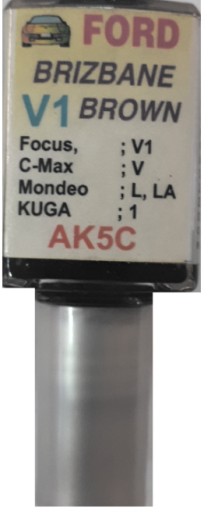 FORD
BRIZBANE
V1 BROWN
Focus, ; V1
C-Max ; V
Mondeo ; L, LA
KUGA ; 1
AK5C